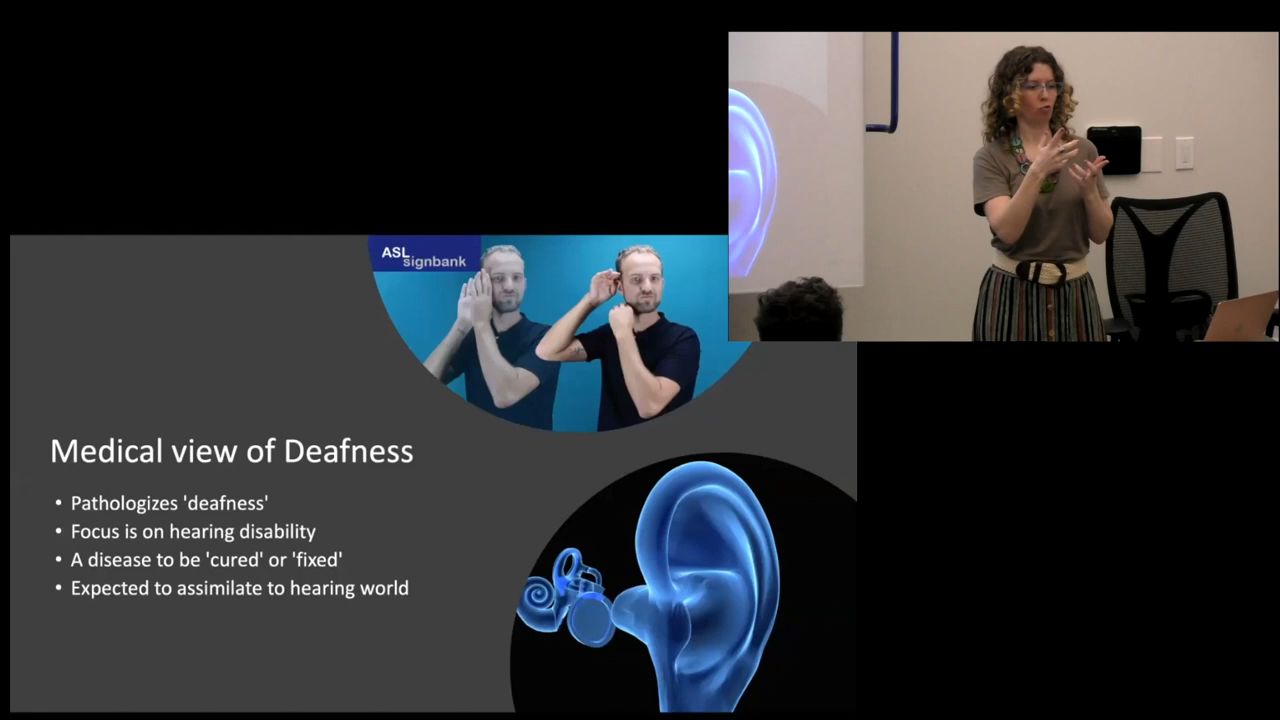 ASL
signbank
Medical view of Deafness
• Pathologizes 'deafness'
• Focus is on hearing disability
• A disease to be 'cured' or 'fixed'
• Expected to assimilate to hearing world